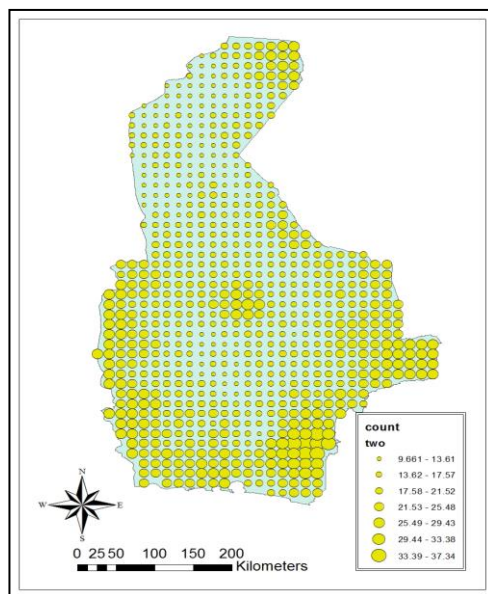 count
two
9.661 - 13.61
13.62 - 17.57
17.58 - 21.52
21.53 - 25.48
25.49 - 29.43
29.44 - 33.38
33.39 - 37.34
N
W E
S
0 25 50 100 150 200
Kilometers